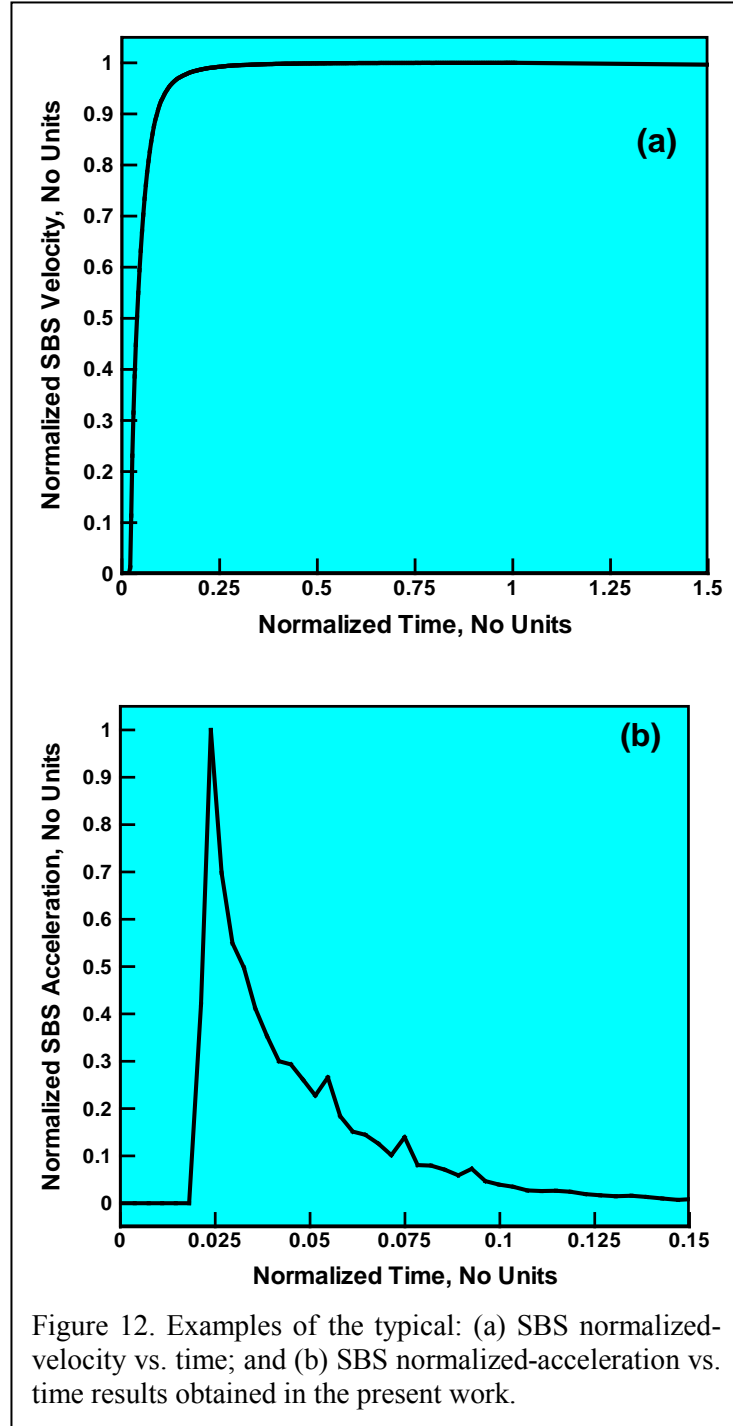 (a)
Normalized SBS Velocity, No Units
1
0.9
0.8
0.7
0.6
0.5
0.4
0.3
0.2
0.1
0
0 0.25 0.5 0.75 1 1.25 1.5
Normalized Time, No Units
(b)
Normalized SBS Acceleration, No Units
1
0.9
0.8
0.7
0.6
0.5
0.4
0.3
0.2
0.1
0
0 0.025 0.05 0.075 0.1 0.125 0.15
Normalized Time, No Units
Figure 12. Examples of the typical: (a) SBS normalized-
velocity vs. time; and (b) SBS normalized-acceleration vs.
time results obtained in the present work.